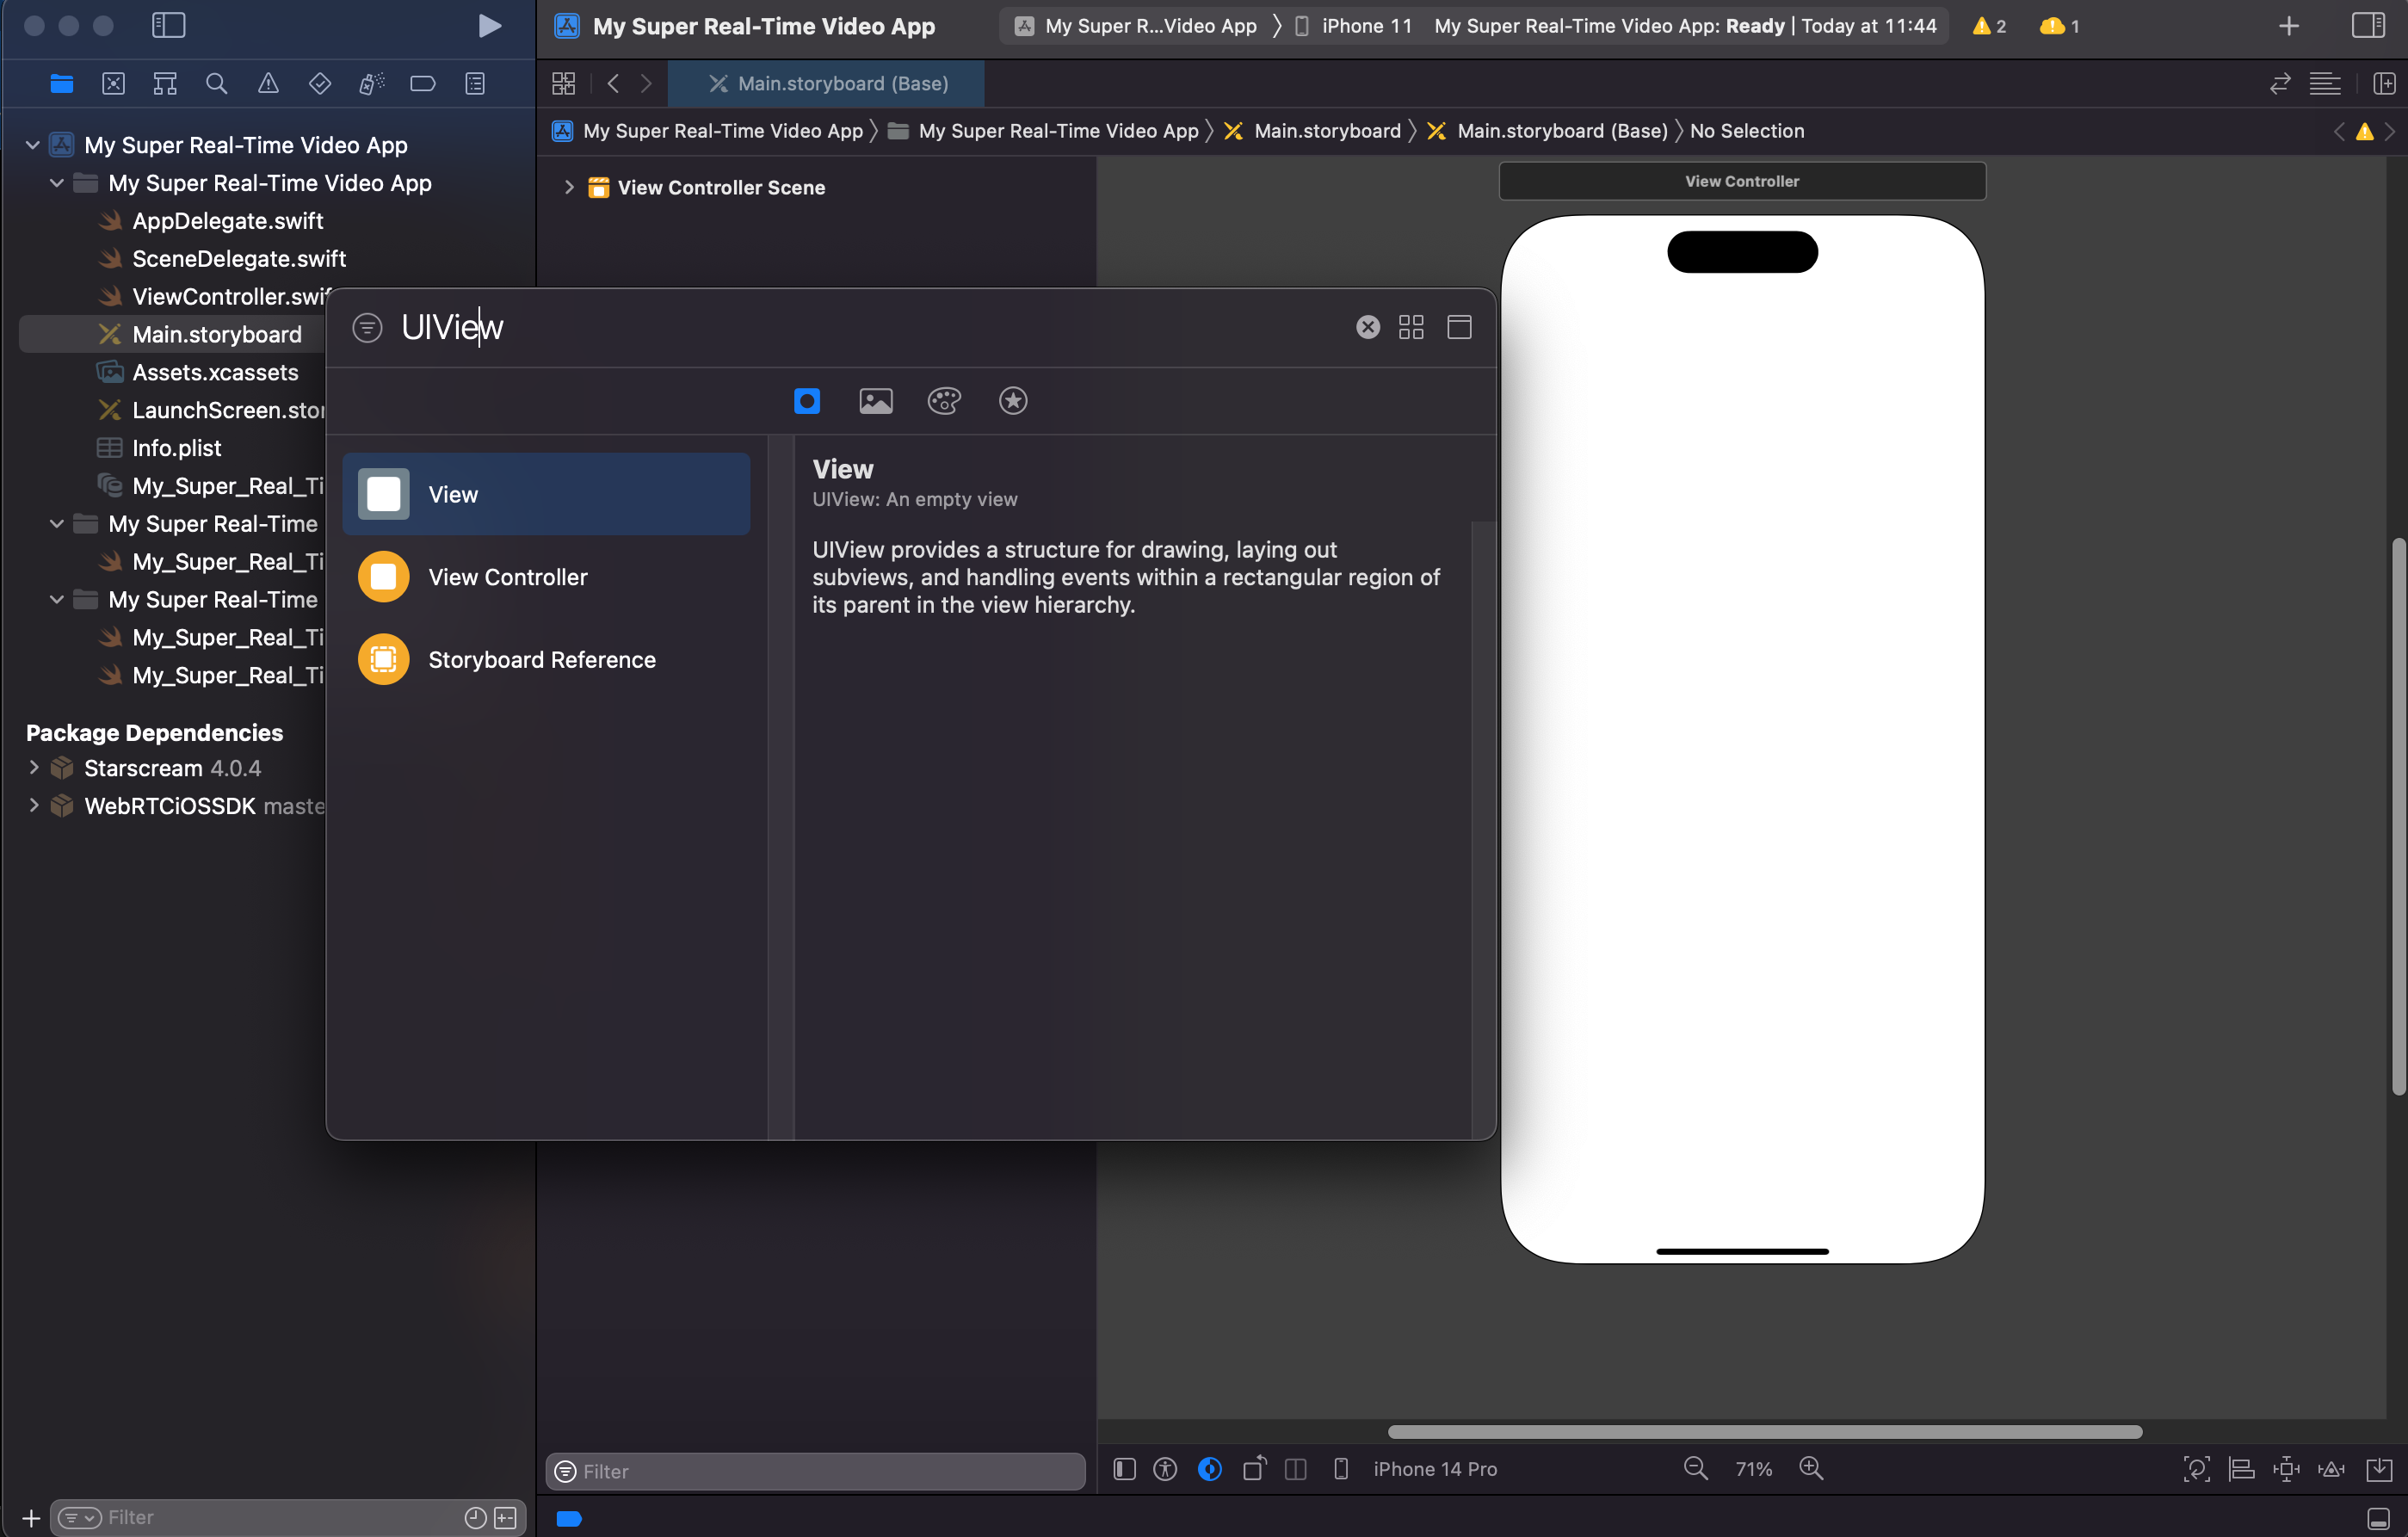 My Super Real-Time Video App
My Super R...Video App
iPhone 11
My Super Real-Time Video App: Ready | Today at 11:44
2
1
Main.storyboard (Base)
My Super Real-Time Video App
My Super Real-Time Video App
Main.storyboard
Main.storyboard (Base)
No Selection
My Super Real-Time Video App
My Super Real-Time Video App
AppDelegate.swift
SceneDelegate.swift
ViewController.swif
Main.storyboard
Assets.xcassets
LaunchScreen.stor
Info.plist
My_Super_Real_Ti
My Super Real-Time
My_Super_Real_Ti
My Super Real-Time
My_Super_Real_Ti
My_Super_Real_Ti
Package Dependencies
Starscream 4.0.4
WebRTCiOSSDK maste
Filter
View Controller Scene
Filter
UIView
View
View Controller
Storyboard Reference
View
UIView: An empty view
UIView provides a structure for drawing, laying out
subviews, and handling events within a rectangular region of
its parent in the view hierarchy.
View Controller
iPhone 14 Pro
71%